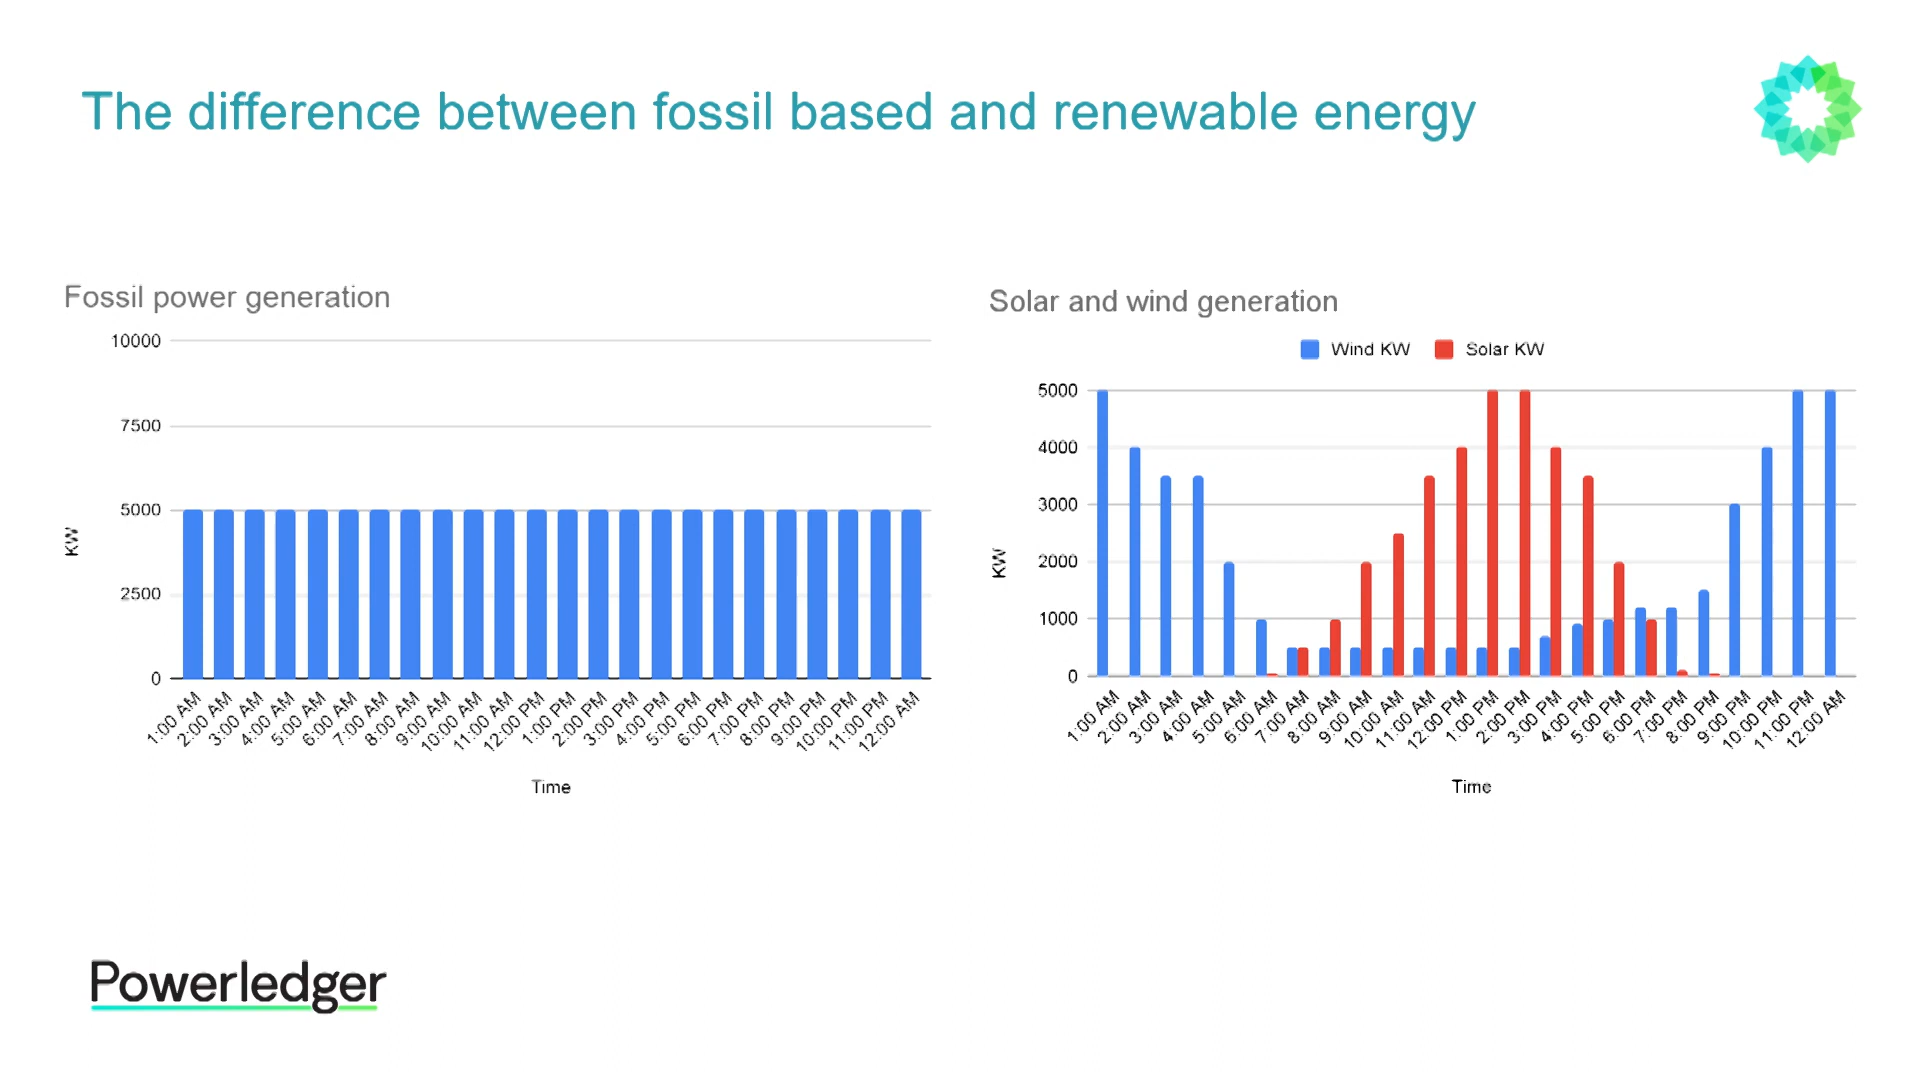 The difference between fossil based and renewable energy
Fossil power generation
10000
7500
5000
2500
0
KW
1:00 AM
2:00 AM
3:00 AM
4:00 AM
5:00 AM
6:00 AM
7:00 AM
8:00 AM
9:00 AM
10:00 AM
11:00 AM
12:00 PM
1:00 PM
2:00 PM
3:00 PM
4:00 PM
5:00 PM
6:00 PM
7:00 PM
8:00 PM
9:00 PM
10:00 PM
11:00 PM
12:00 AM
Time
Solar and wind generation
Wind KW
Solar KW
5000
4000
3000
2000
1000
0
KW
1:00 AM
2:00 AM
3:00 AM
4:00 AM
5:00 AM
6:00 AM
7:00 AM
8:00 AM
9:00 AM
10:00 AM
11:00 AM
12:00 PM
1:00 PM
2:00 PM
3:00 PM
4:00 PM
5:00 PM
6:00 PM
7:00 PM
8:00 PM
9:00 PM
10:00 PM
11:00 PM
12:00 AM
Time
Powerledger